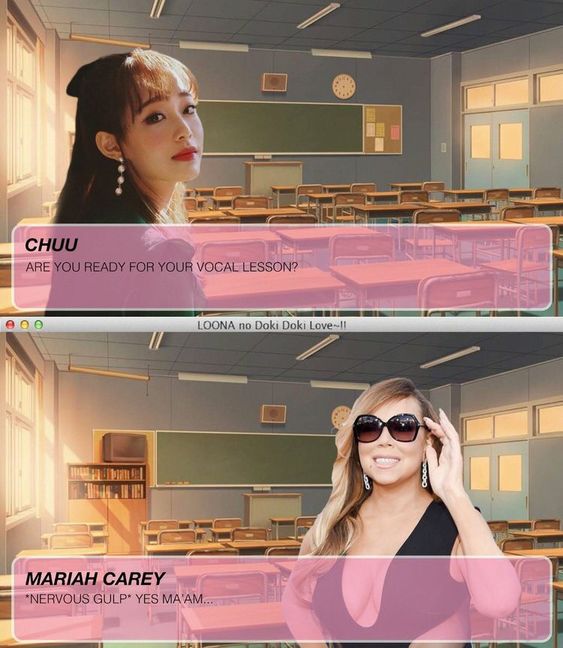 CHUU
ARE YOU READY FOR YOUR VOCAL LESSON?
LOONA no Doki Doki Love~!!
MARIAH CAREY
*NERVOUS GULP* YES MA'AM...